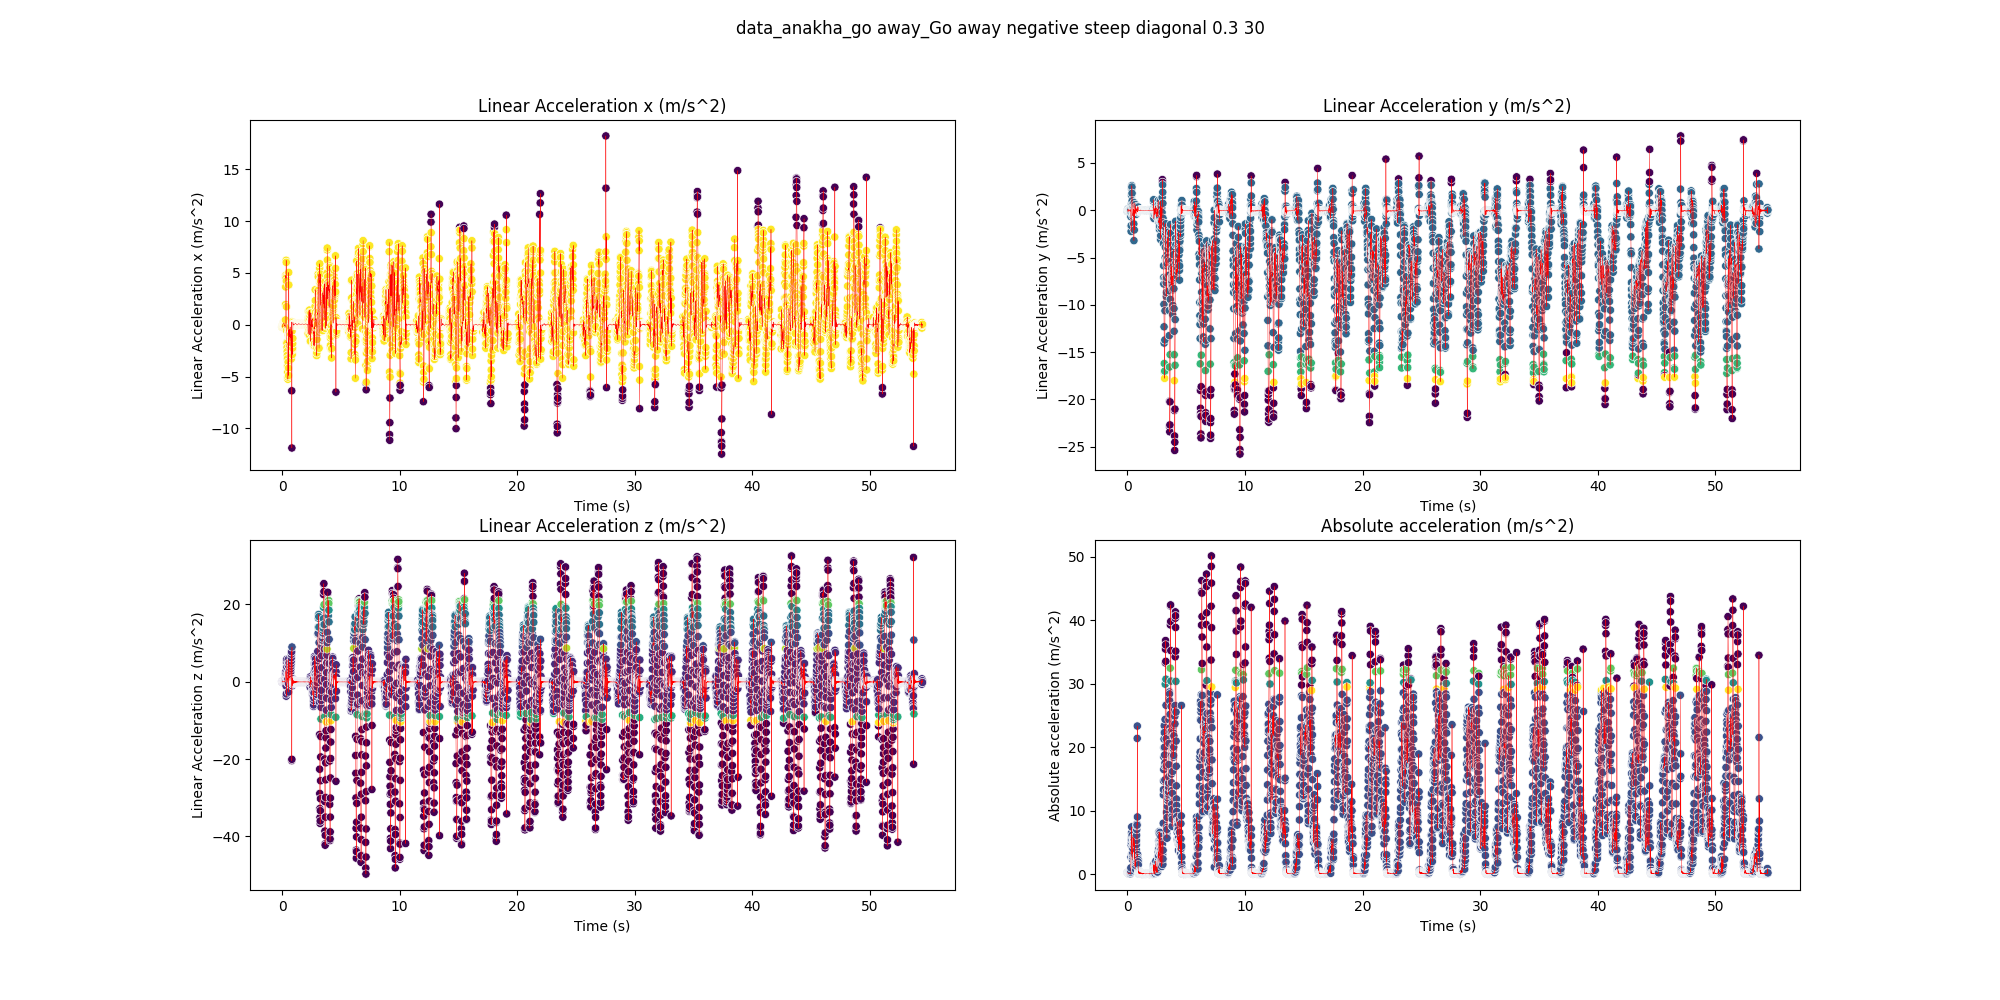 data_anakha_go away_Go away negative steep diagonal 0.3 30
Linear Acceleration x (m/s^2)
Linear Acceleration x (m/s^2)
15
10
5
0
−5
−10
0 10 20 30 40 50
Time (s)
Linear Acceleration y (m/s^2)
Linear Acceleration y (m/s^2)
5
0
−5
−10
−15
−20
−25
0 10 20 30 40 50
Time (s)
Linear Acceleration z (m/s^2)
Linear Acceleration z (m/s^2)
20
0
−20
−40
0 10 20 30 40 50
Time (s)
Absolute acceleration (m/s^2)
Absolute acceleration (m/s^2)
50
40
30
20
10
0
0 10 20 30 40 50
Time (s)